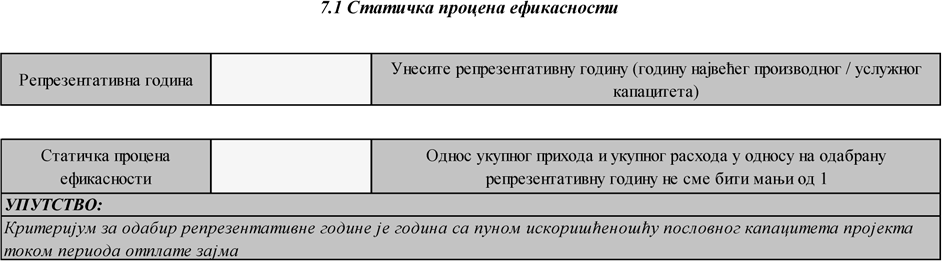 7.1 Статичка процена ефикасности
Репрезентативна година
Унесите репрезентативну годину (годину највећег производног / услужног
капацитета)
Статичка процена
ефикасности
Однос укупног прихода и укупног расхода у односу на одабрану
репрезентативну годину не сме бити мањи од 1
УПУТСТВО:
Критеријум за одабир репрезентативне године је година са пуном искоришћеношћу пословног капацитета пројекта
током периода отплате зајма